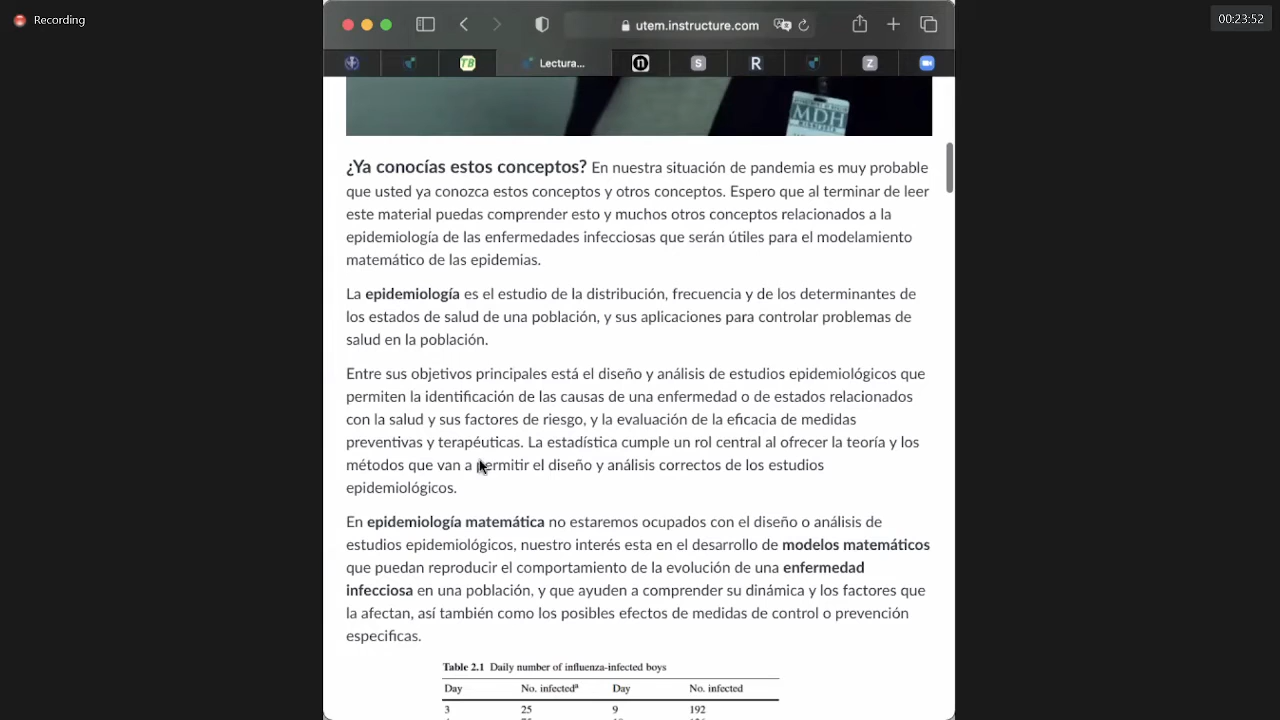 Recording
00:23:52
utem.instructure.com
TB
Lectura...
n
S
R
Z
MDH
¿Ya conocías estos conceptos? En nuestra situación de pandemia es muy probable
que usted ya conozca estos conceptos y otros conceptos. Espero que al terminar de leer
este material puedas comprender esto y muchos otros conceptos relacionados a la
epidemiología de las enfermedades infecciosas que serán útiles para el modelamiento
matemático de las epidemias.
La epidemiología es el estudio de la distribución, frecuencia y de los determinantes de
los estados de salud de una población, y sus aplicaciones para controlar problemas de
salud en la población.
Entre sus objetivos principales está el diseño y análisis de estudios epidemiológicos que
permiten la identificación de las causas de una enfermedad o de estados relacionados
con la salud y sus factores de riesgo, y la evaluación de la eficacia de medidas
preventivas y terapéuticas. La estadística cumple un rol central al ofrecer la teoría y los
métodos que van a permitir el diseño y análisis correctos de los estudios
epidemiológicos.
En epidemiología matemática no estaremos ocupados con el diseño o análisis de
estudios epidemiológicos, nuestro interés esta en el desarrollo de modelos matemáticos
que puedan reproducir el comportamiento de la evolución de una enfermedad
infecciosa en una población, y que ayuden a comprender su dinámica y los factores que
la afectan, así también como los posibles efectos de medidas de control o prevención
especificas.
Table 2.1 Daily number of influenza-infected boys
Day No. infectedª Day No. infected
3 25 9 192